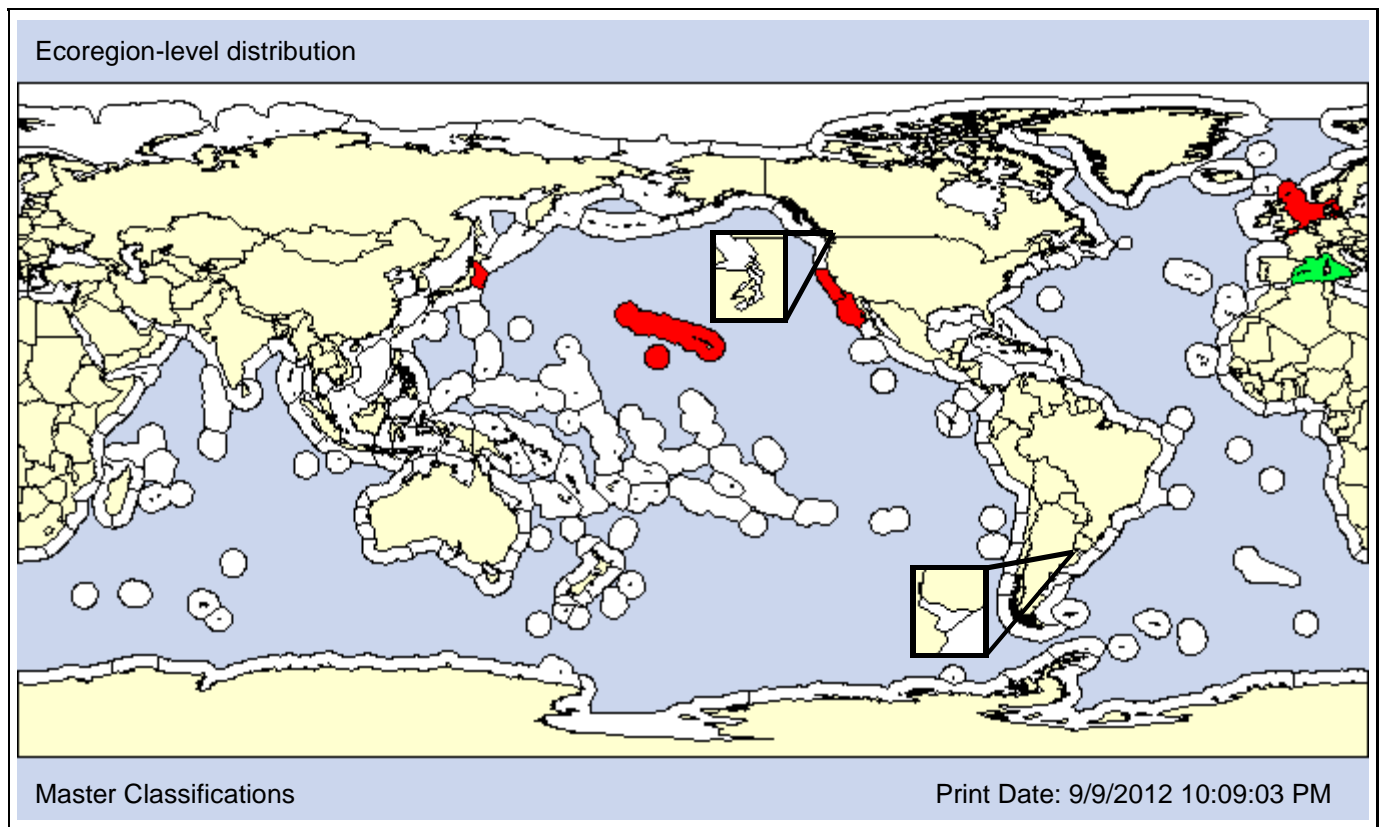 Ecoregion-level distribution
Master Classifications
Print Date: 9/9/2012 10:09:03 PM